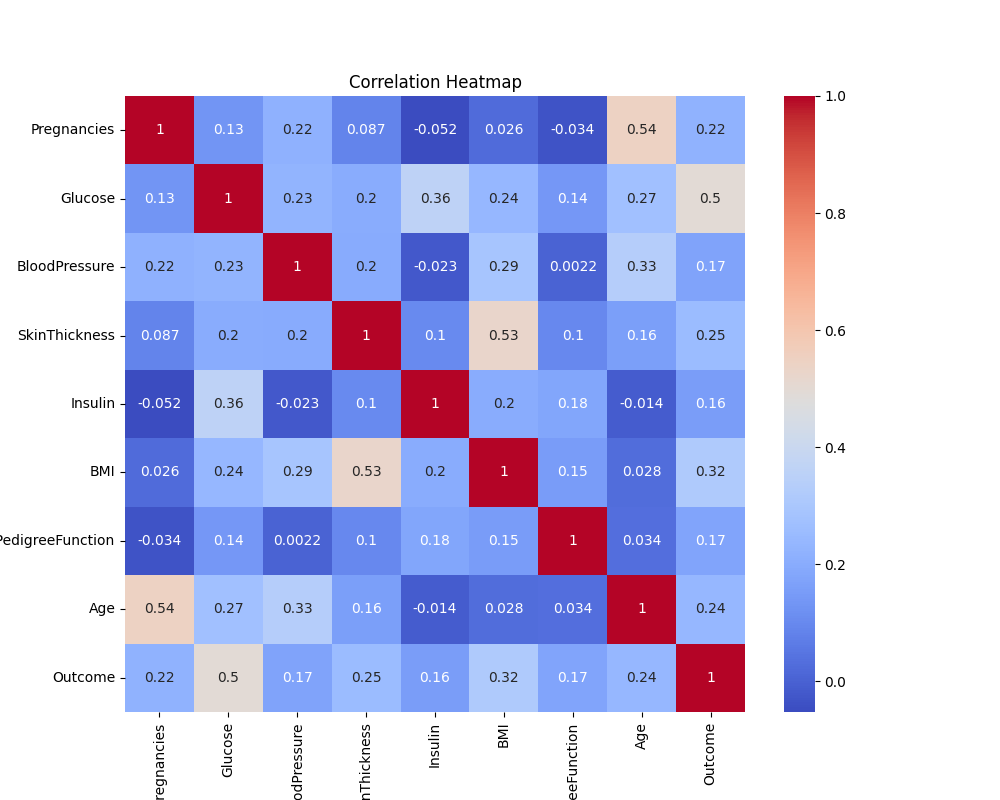 Correlation Heatmap
Pregnancies 1 0.13 0.22 0.087 -0.052 0.026 -0.034 0.54 0.22
Glucose 0.13 1 0.23 0.2 0.36 0.24 0.14 0.27 0.5
BloodPressure 0.22 0.23 1 0.2 -0.023 0.29 0.0022 0.33 0.17
SkinThickness 0.087 0.2 0.2 1 0.1 0.53 0.1 0.16 0.25
Insulin -0.052 0.36 -0.023 0.1 1 0.2 0.18 -0.014 0.16
BMI 0.026 0.24 0.29 0.53 0.2 1 0.15 0.028 0.32
PedigreeFunction -0.034 0.14 0.0022 0.1 0.18 0.15 1 0.034 0.17
Age 0.54 0.27 0.33 0.16 -0.014 0.028 0.034 1 0.24
Outcome 0.22 0.5 0.17 0.25 0.16 0.32 0.17 0.24 1
regnancies
Glucose
odPressure
nThickness
Insulin
BMI
eeFunction
Age
Outcome
1.0
0.8
0.6
0.4
0.2
0.0